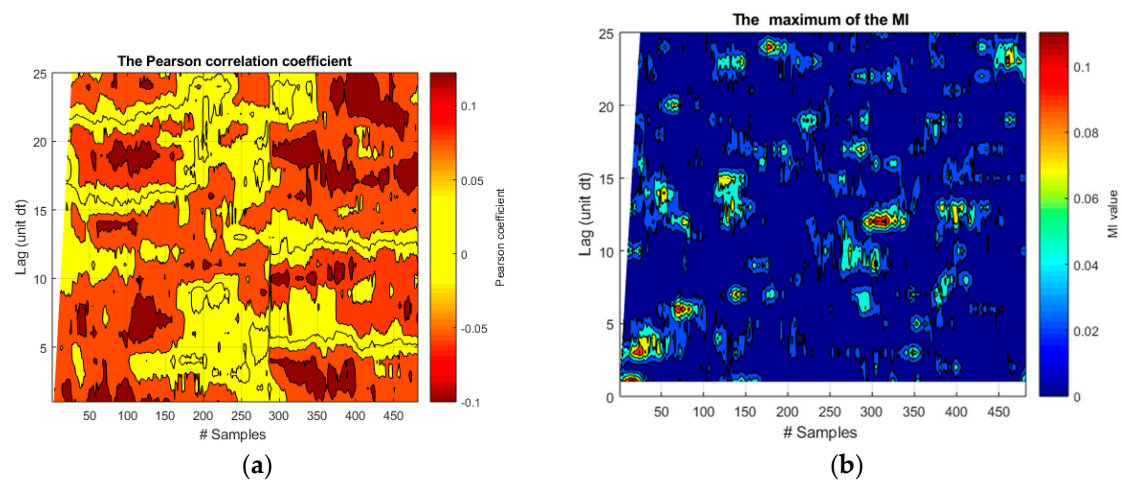 The Pearson correlation coefficient
25
20
15
10
5
Lag (unit dt)
50 100 150 200 250 300 350 400 450
# Samples
0.1
0.05
0
-0.05
-0.1
Pearson coefficient
(a)
The maximum of the MI
25
20
15
10
5
0
Lag (unit dt)
50 100 150 200 250 300 350 400 450
# Samples
0.1
0.08
0.06
0.04
0.02
0
MI value
(b)